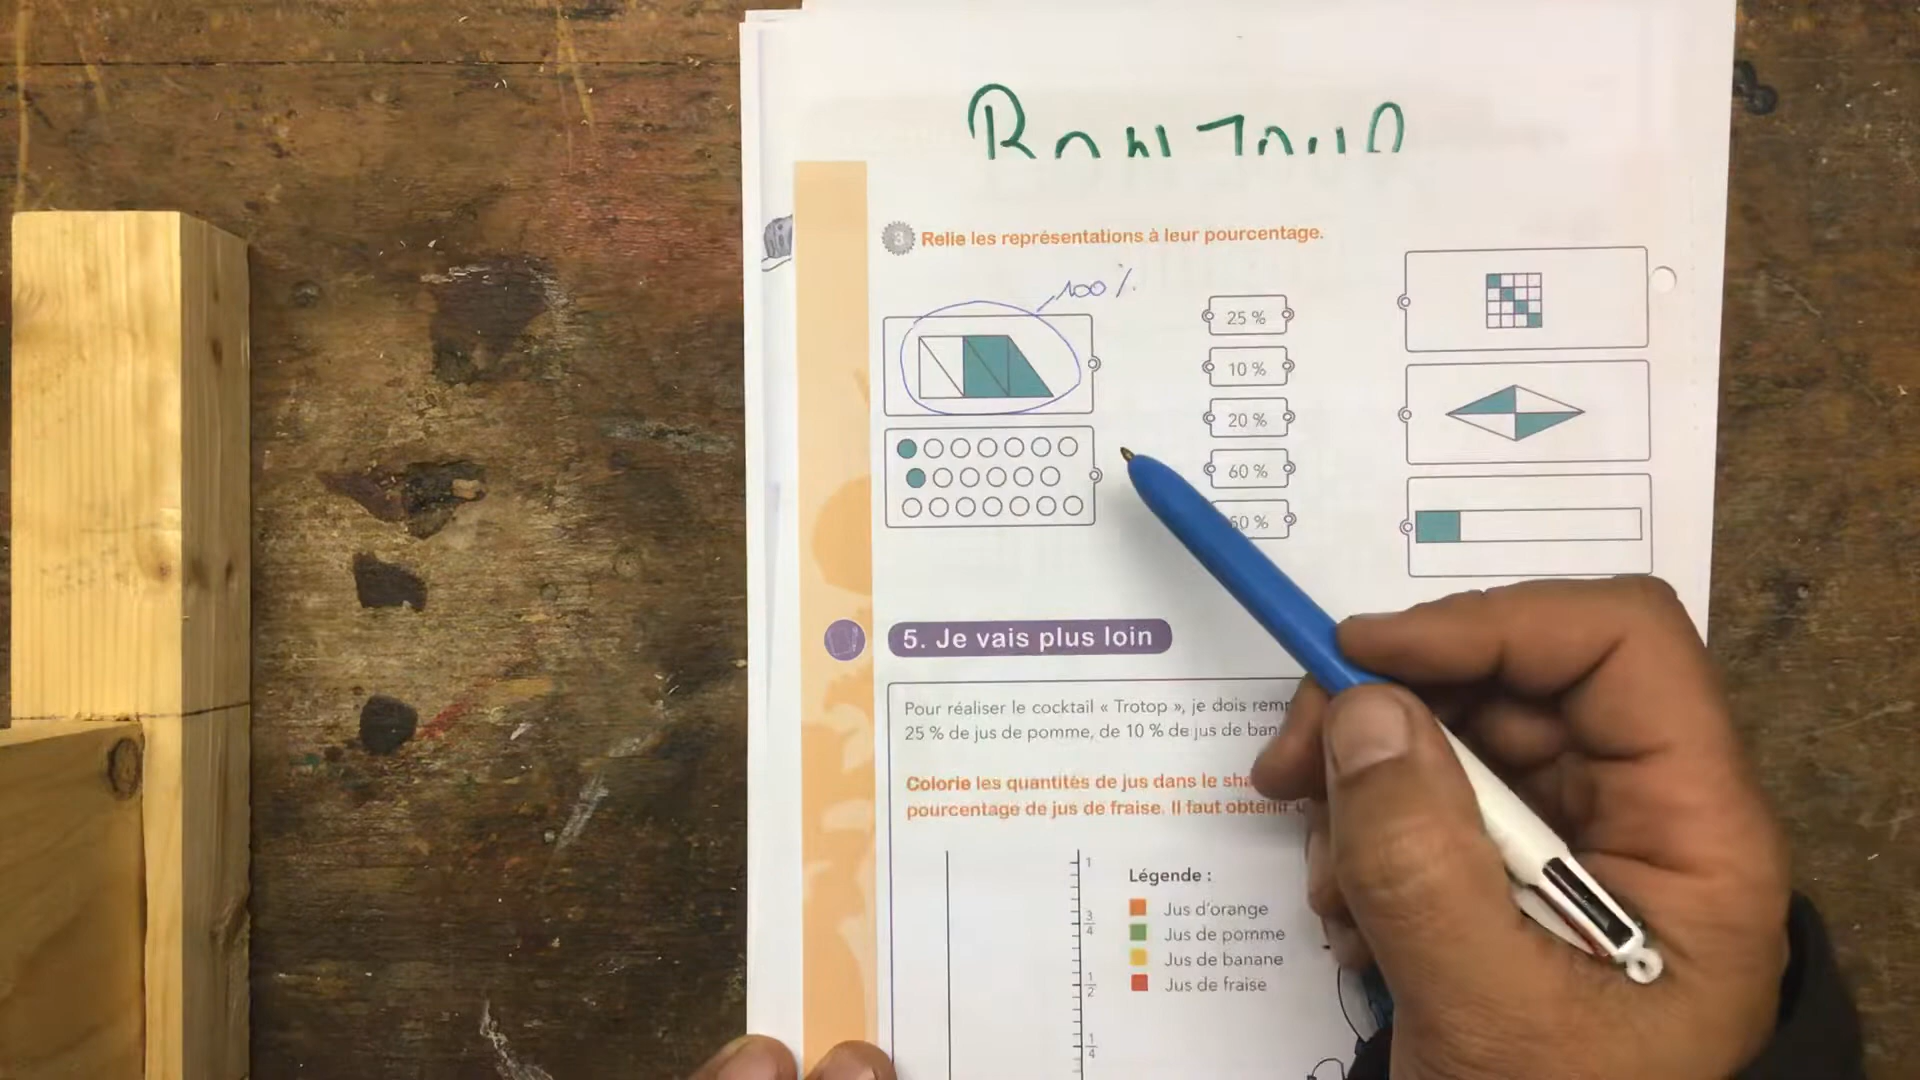 3 Relie les représentations à leur pourcentage.
100 %
25 %
10 %
20 %
60 %
50 %
5. Je vais plus loin
Pour réaliser le cocktail « Trotop », je dois
25 % de jus de pomme, de 10 % de jus de
Colorie les quantités de jus dans le
pourcentage de jus de fraise. Il faut obtenir
1
3/4
1/2
1/4
Légende :
Jus d'orange
Jus de pomme
Jus de banane
Jus de fraise